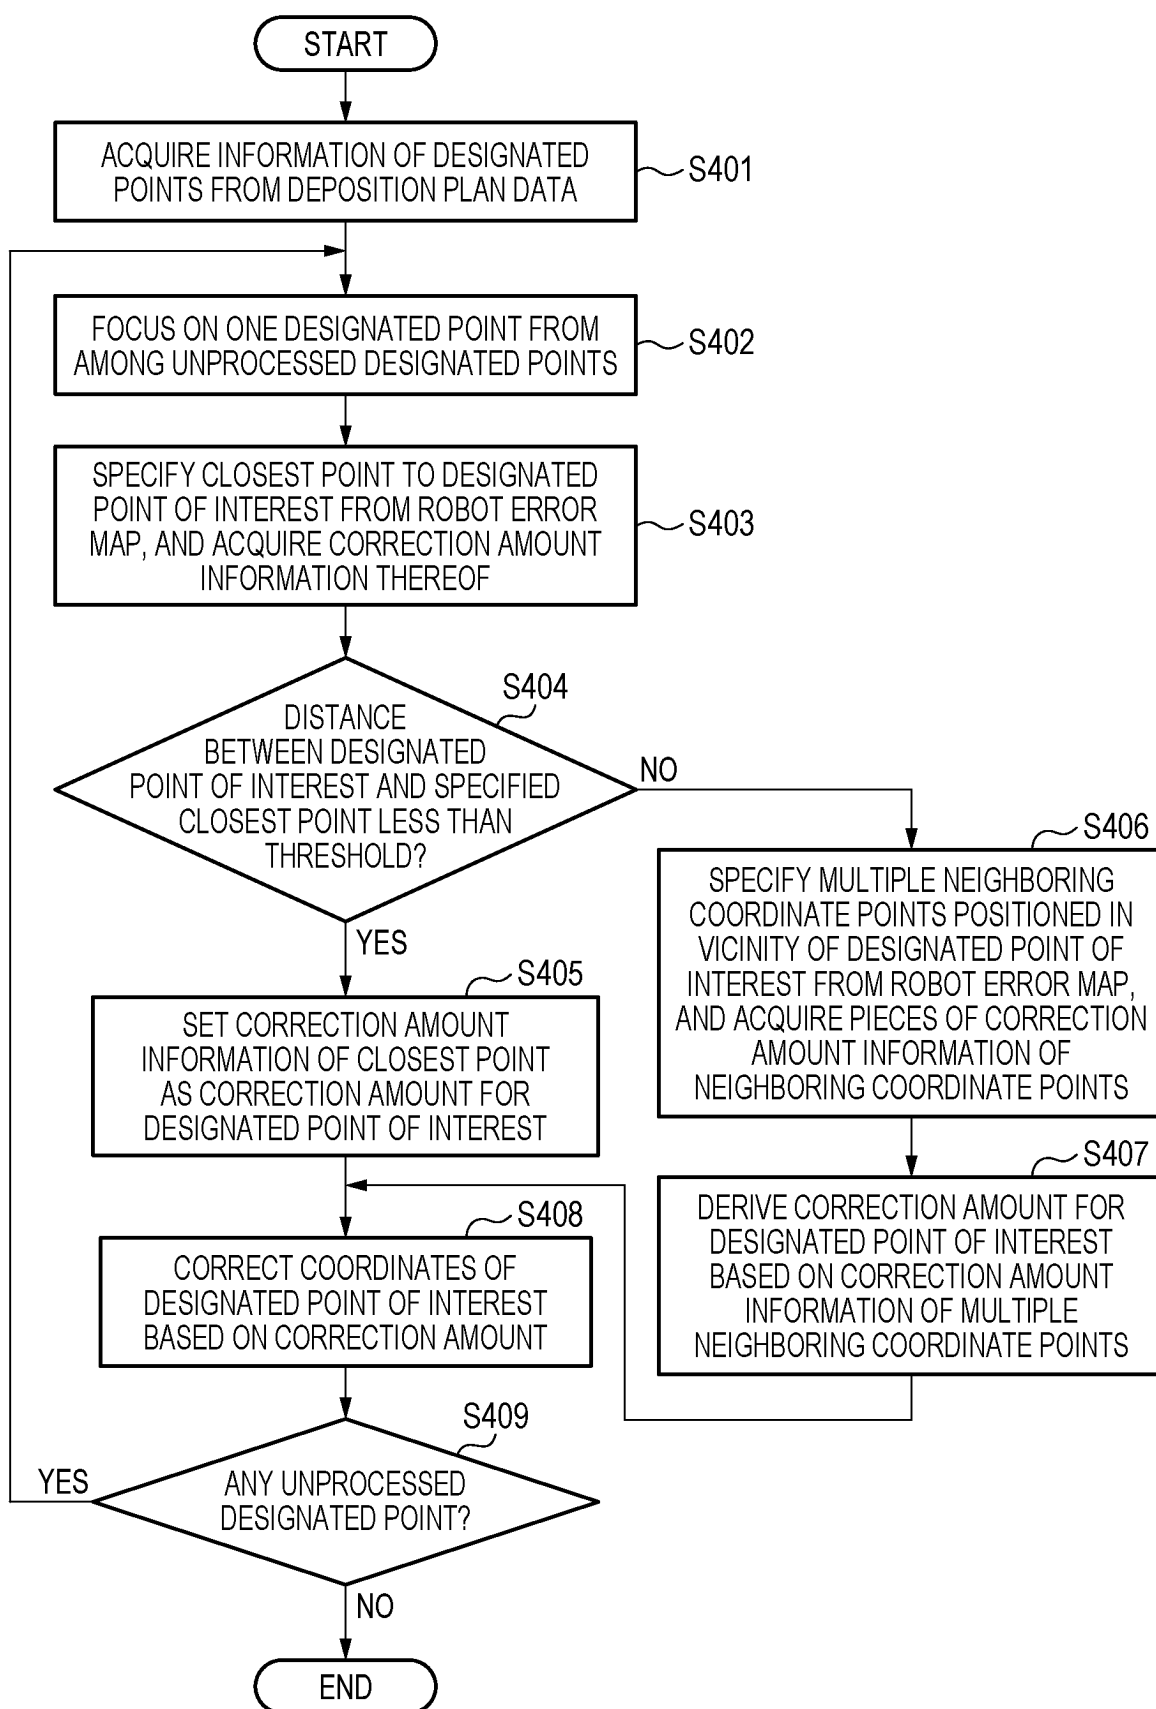 START
ACQUIRE INFORMATION OF DESIGNATED
POINTS FROM DEPOSITION PLAN DATA
S401
FOCUS ON ONE DESIGNATED POINT FROM
AMONG UNPROCESSED DESIGNATED POINTS
S402
SPECIFY CLOSEST POINT TO DESIGNATED
POINT OF INTEREST FROM ROBOT ERROR
MAP, AND ACQUIRE CORRECTION AMOUNT
INFORMATION THEREOF
S403
S404
DISTANCE
BETWEEN DESIGNATED
POINT OF INTEREST AND SPECIFIED
CLOSEST POINT LESS THAN
THRESHOLD?
NO
YES
S405
SET CORRECTION AMOUNT
INFORMATION OF CLOSEST POINT
AS CORRECTION AMOUNT FOR
DESIGNATED POINT OF INTEREST
S406
SPECIFY MULTIPLE NEIGHBORING
COORDINATE POINTS POSITIONED IN
VICINITY OF DESIGNATED POINT OF
INTEREST FROM ROBOT ERROR MAP,
AND ACQUIRE PIECES OF CORRECTION
AMOUNT INFORMATION OF
NEIGHBORING COORDINATE POINTS
S407
DERIVE CORRECTION AMOUNT FOR
DESIGNATED POINT OF INTEREST
BASED ON CORRECTION AMOUNT
INFORMATION OF MULTIPLE
NEIGHBORING COORDINATE POINTS
S408
CORRECT COORDINATES OF
DESIGNATED POINT OF INTEREST
BASED ON CORRECTION AMOUNT
S409
YES
ANY UNPROCESSED
DESIGNATED POINT?
NO
END